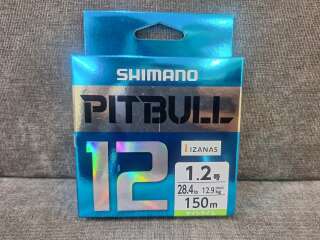 SHIMANO
PITBULL
12
IZANAS
1.2号
28.4lb 12.9kg
150m